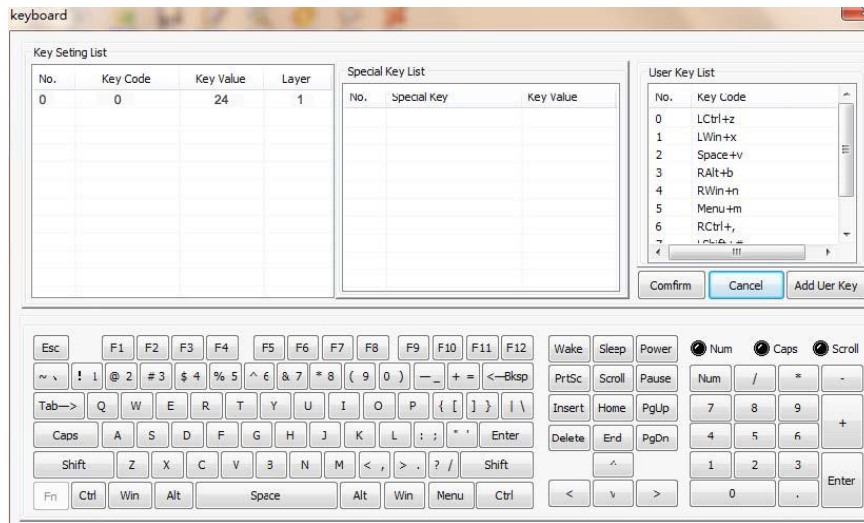 keyboard
Key Seting List
No. Key Code Key Value Layer
0 0 24 1
Special Key List
No. Special Key Key Value
User Key List
No. Key Code
0 LCtrl+z
1 LWin+x
2 Space+v
3 RAlt+b
4 RWin+n
5 Menu+m
6 RCtrl+,
Comfirm Cancel Add Uer Key
Esc F1 F2 F3 F4 F5 F6 F7 F8 F9 F10 F11 F12 Wake Sleep Power Num Caps Scroll
~ 、 ! 1 @ 2 # 3 $ 4 % 5 ^ 6 & 7 * 8 ( 9 0 ) — _ + = <—Bksp PrtSc Scroll Pause Num / * -
Tab—> Q W E R T Y U I O P { [ ] } | \ Insert Home PgUp 7 8 9 +
Caps A S D F G H J K L : ; " ' Enter Delete End PgDn 4 5 6
Shift Z X C V B N M < , > . ? / Shift ^ 1 2 3 Enter
Fn Ctrl Win Alt Space Alt Win Menu Ctrl < v > 0 .